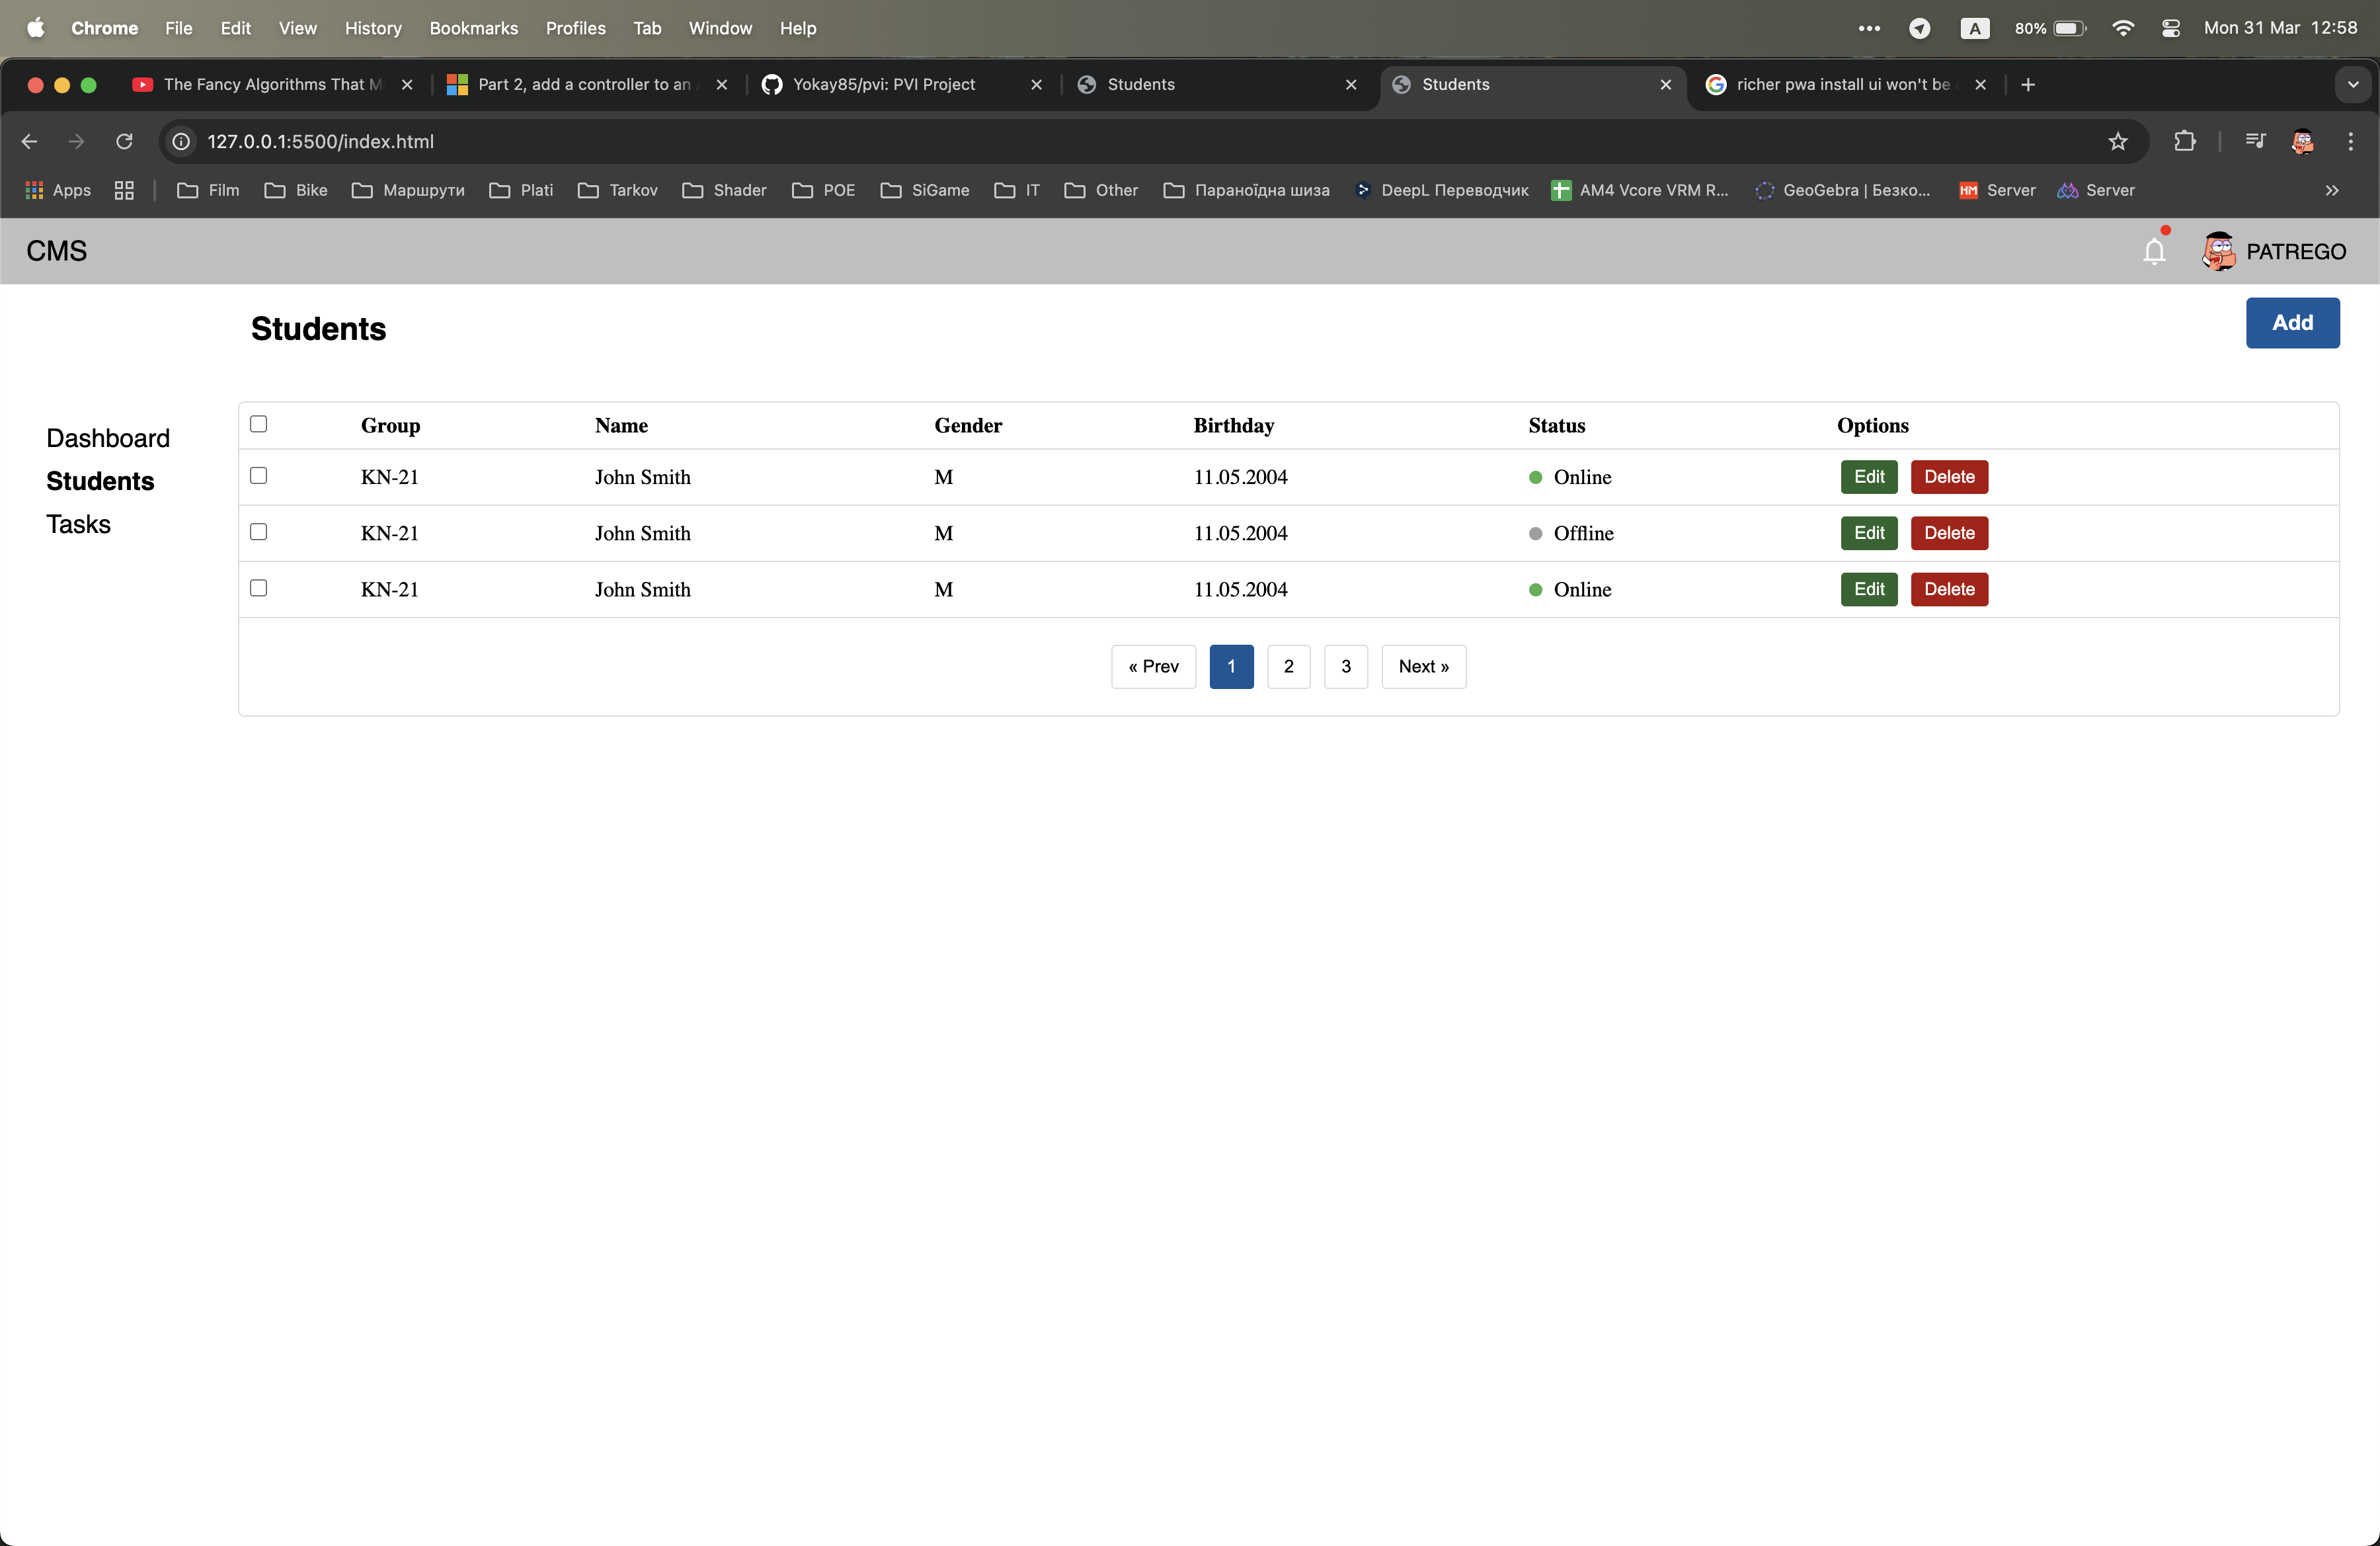 Chrome File Edit View History Bookmarks Profiles Tab Window Help ••• A 80% Mon 31 Mar 12:58
The Fancy Algorithms That M Part 2, add a controller to an Yokay85/pvi: PVI Project Students Students richer pwa install ui won't be
127.0.0.1:5500/index.html
Apps Film Bike Маршрути Plati Tarkov Shader POE SiGame IT Other Параноїдна шиза DeepL Переводчик AM4 Vcore VRM R... GeoGebra | Безко... HM Server Server »
CMS PATREGO
Students Add
Dashboard
Students
Tasks
Group Name Gender Birthday Status Options
KN-21 John Smith M 11.05.2004 Online Edit Delete
KN-21 John Smith M 11.05.2004 Offline Edit Delete
KN-21 John Smith M 11.05.2004 Online Edit Delete
« Prev 1 2 3 Next »